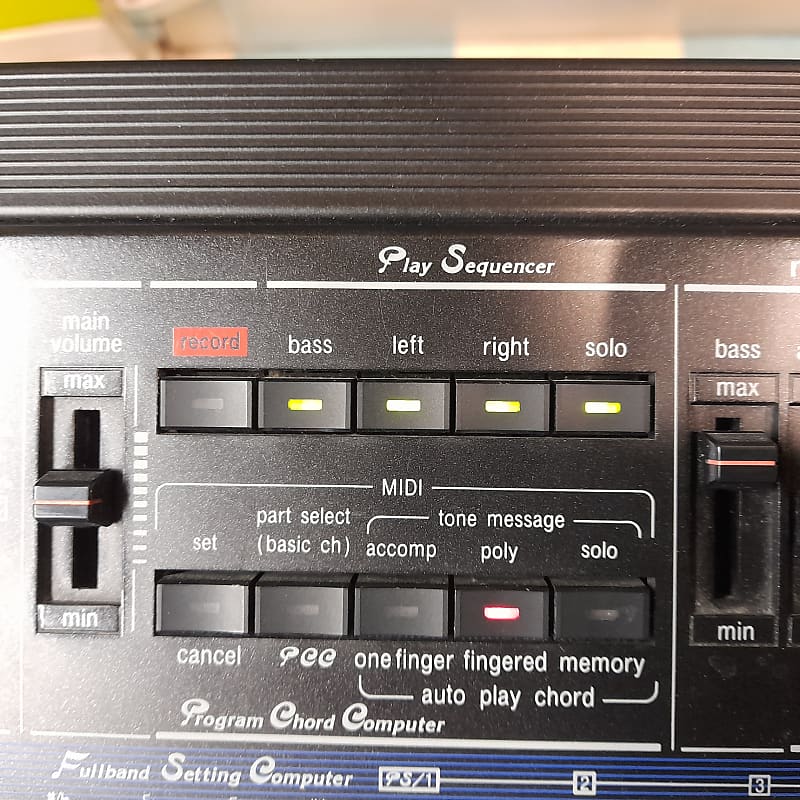 Play Sequencer
main
volume
record bass left right solo
bass
max
max
MIDI
part select
tone message
set (basic ch) accomp poly solo
min
min
cancel PCC one finger fingered memory
auto play chord
Program Chord Computer
Fullband Setting Computer PS/1 2 3